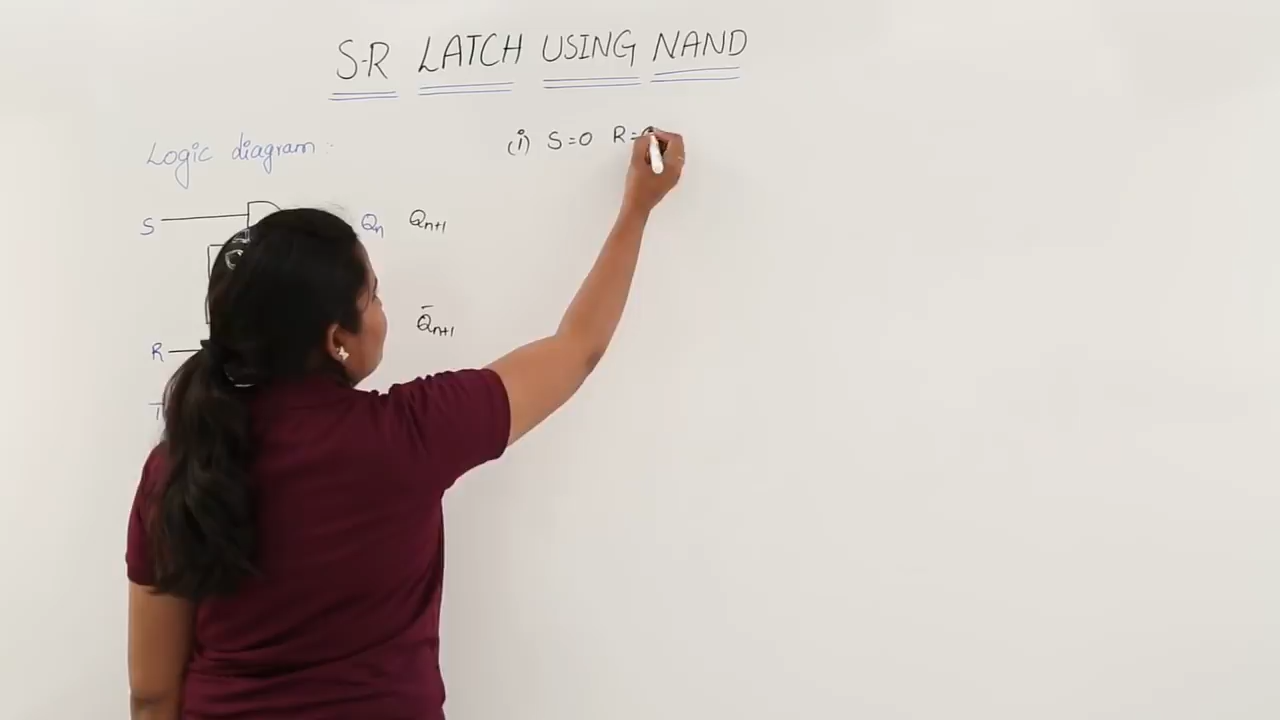 S-R LATCH USING NAND
Logic diagram:
(i) S=0 R=
S Qn Qn+1
Q̄n+1
R
T